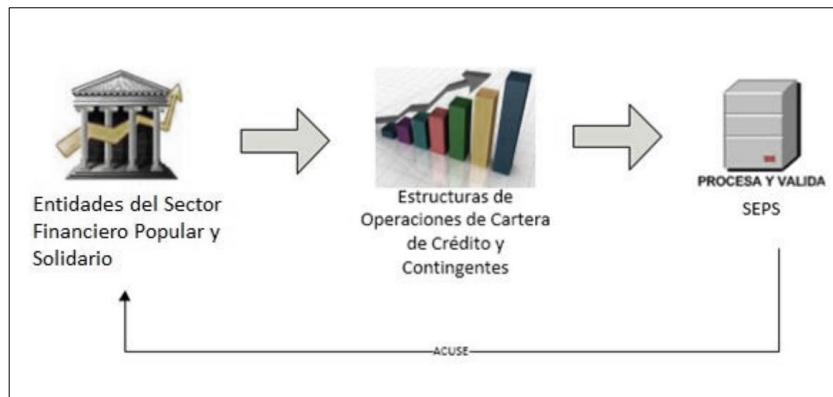 Entidades del Sector
Financiero Popular y
Solidario
Estructuras de
Operaciones de Cartera
de Crédito y
Contingentes
PROCESA Y VALIDA
SEPS
ACUSE